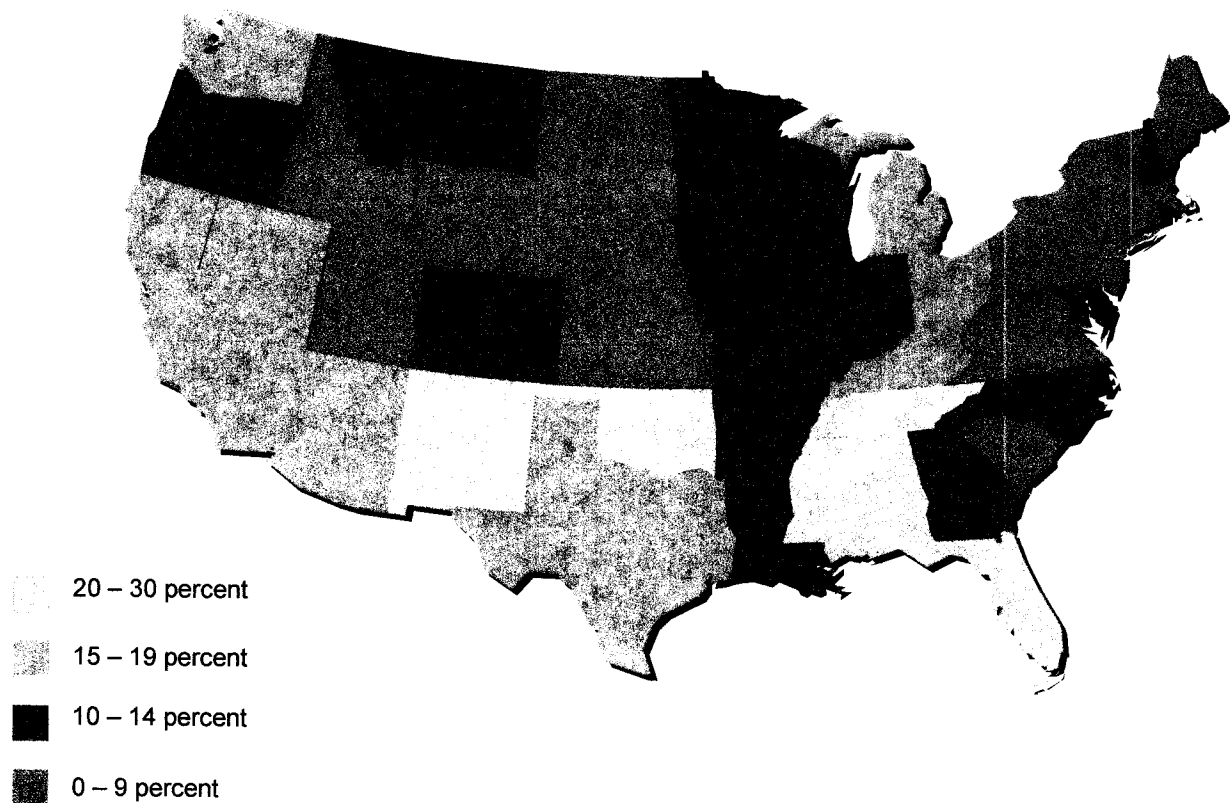 20 – 30 percent
15 – 19 percent
10 – 14 percent
0 – 9 percent